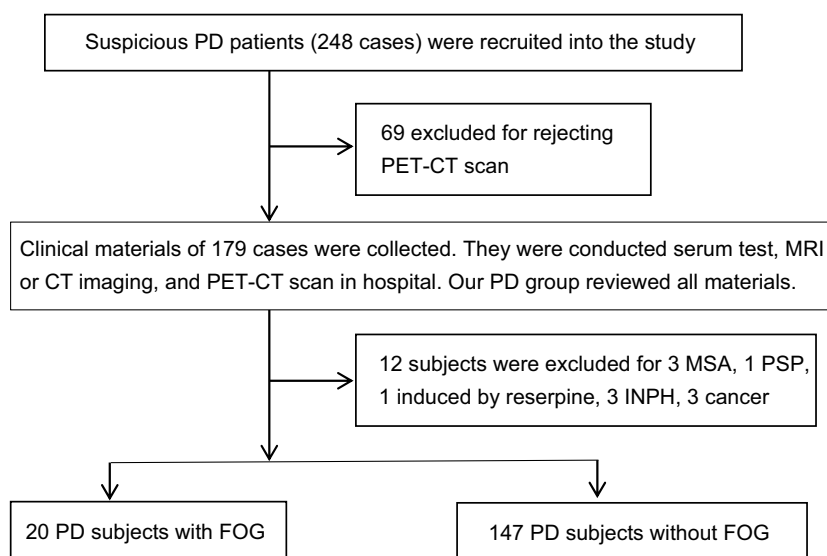 Suspicious PD patients (248 cases) were recruited into the study
69 excluded for rejecting
PET-CT scan
Clinical materials of 179 cases were collected. They were conducted serum test, MRI
or CT imaging, and PET-CT scan in hospital. Our PD group reviewed all materials.
12 subjects were excluded for 3 MSA, 1 PSP,
1 induced by reserpine, 3 INPH, 3 cancer
20 PD subjects with FOG
147 PD subjects without FOG